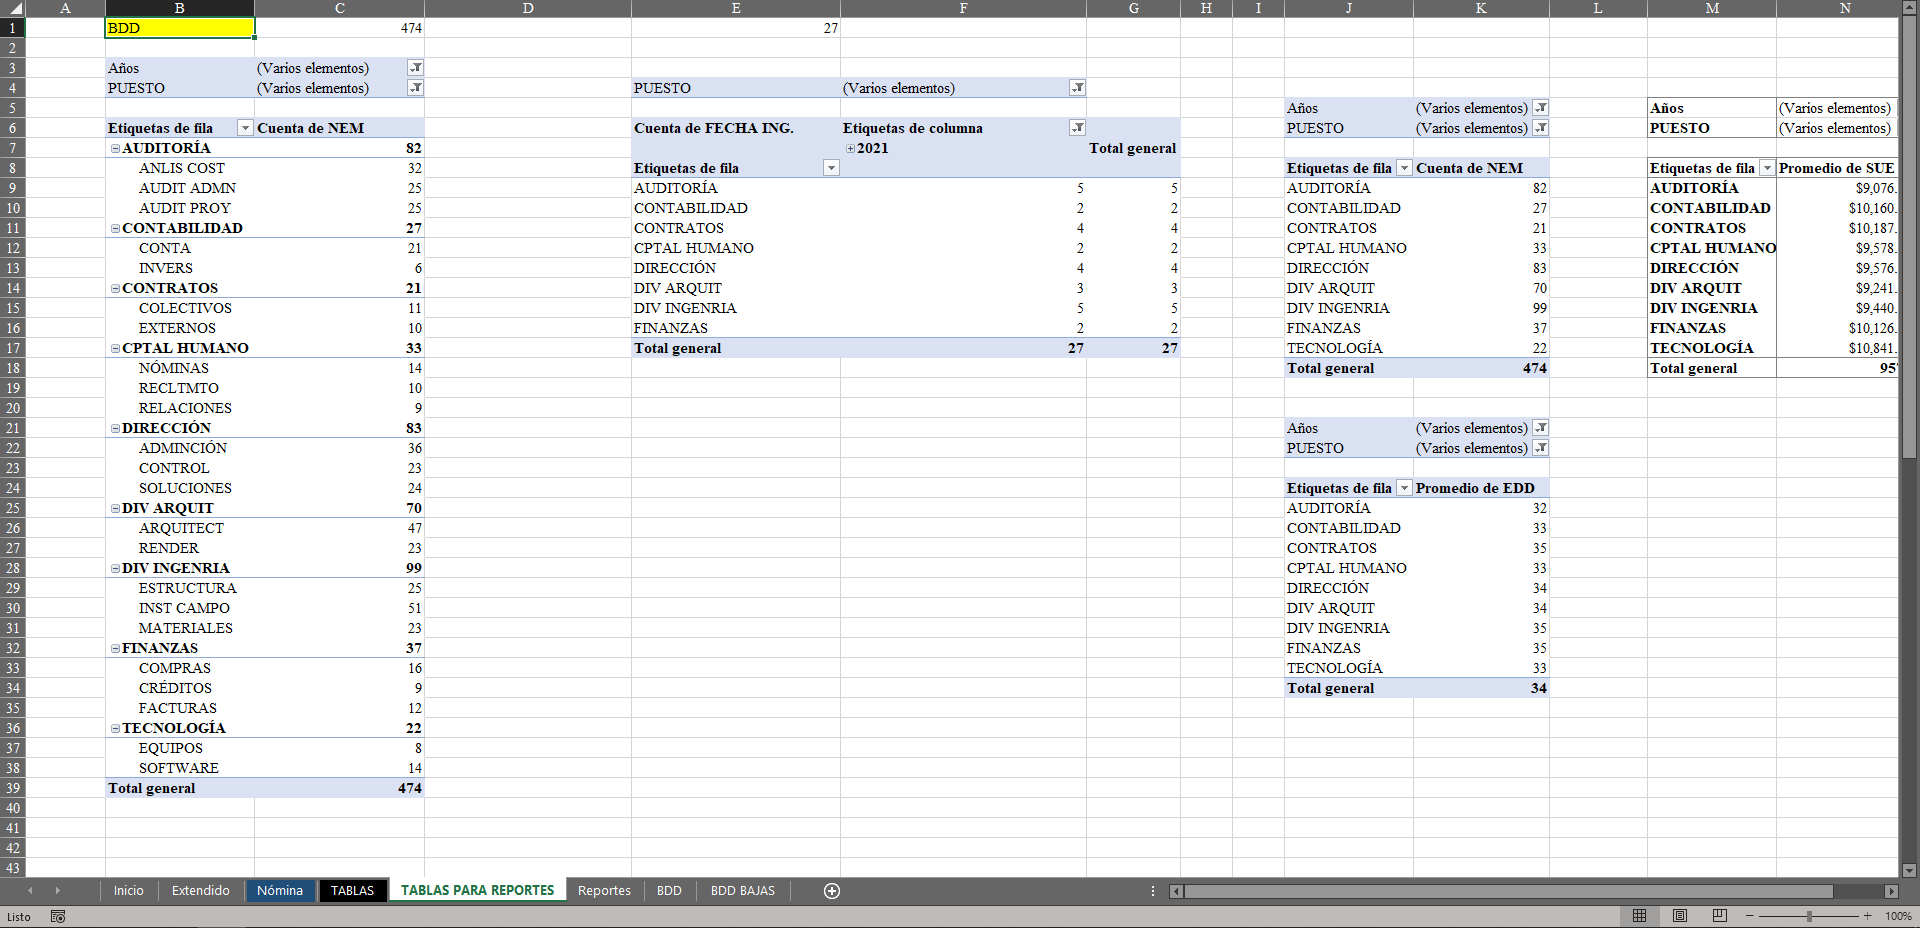 A B C D E F G H I J K L M N
1 BDD 474 27
2
3 Años (Varios elementos)
4 PUESTO (Varios elementos) PUESTO (Varios elementos)
5 Años (Varios elementos) Años (Varios elementos)
6 Etiquetas de fila Cuenta de NEM Cuenta de FECHA ING. Etiquetas de columna PUESTO (Varios elementos) PUESTO (Varios elementos)
7 AUDITORÍA 82 2021 Total general
8 ANLIS COST 32 Etiquetas de fila Etiquetas de fila Cuenta de NEM Etiquetas de fila Promedio de SUE
9 AUDIT ADMN 25 AUDITORÍA 5 5 AUDITORÍA 82 AUDITORÍA $9,076.
10 AUDIT PROY 25 CONTABILIDAD 2 2 CONTABILIDAD 27 CONTABILIDAD $10,160.
11 CONTABILIDAD 27 CONTRATOS 4 4 CONTRATOS 21 CONTRATOS $10,187.
12 CONTA 21 CPTAL HUMANO 2 2 CPTAL HUMANO 33 CPTAL HUMANO $9,578.
13 INVERS 6 DIRECCIÓN 4 4 DIRECCIÓN 83 DIRECCIÓN $9,576.
14 CONTRATOS 21 DIV ARQUIT 3 3 DIV ARQUIT 70 DIV ARQUIT $9,241.
15 COLECTIVOS 11 DIV INGENRIA 5 5 DIV INGENRIA 99 DIV INGENRIA $9,440.
16 EXTERNOS 10 FINANZAS 2 2 FINANZAS 37 FINANZAS $10,126.
17 CPTAL HUMANO 33 Total general 27 27 TECNOLOGÍA 22 TECNOLOGÍA $10,841.
18 NÓMINAS 14 Total general 474 Total general 95
19 RECLTMTO 10
20 RELACIONES 9
21 DIRECCIÓN 83 Años (Varios elementos)
22 ADMINCIÓN 36 PUESTO (Varios elementos)
23 CONTROL 23
24 SOLUCIONES 24 Etiquetas de fila Promedio de EDD
25 DIV ARQUIT 70 AUDITORÍA 32
26 ARQUITECT 47 CONTABILIDAD 33
27 RENDER 23 CONTRATOS 35
28 DIV INGENRIA 99 CPTAL HUMANO 33
29 ESTRUCTURA 25 DIRECCIÓN 34
30 INST CAMPO 51 DIV ARQUIT 34
31 MATERIALES 23 DIV INGENRIA 35
32 FINANZAS 37 FINANZAS 35
33 COMPRAS 16 TECNOLOGÍA 33
34 CRÉDITOS 9 Total general 34
35 FACTURAS 12
36 TECNOLOGÍA 22
37 EQUIPOS 8
38 SOFTWARE 14
39 Total general 474
40
41
42
43
Inicio Extendido Nómina TABLAS TABLAS PARA REPORTES Reportes BDD BDD BAJAS
Listo 100%